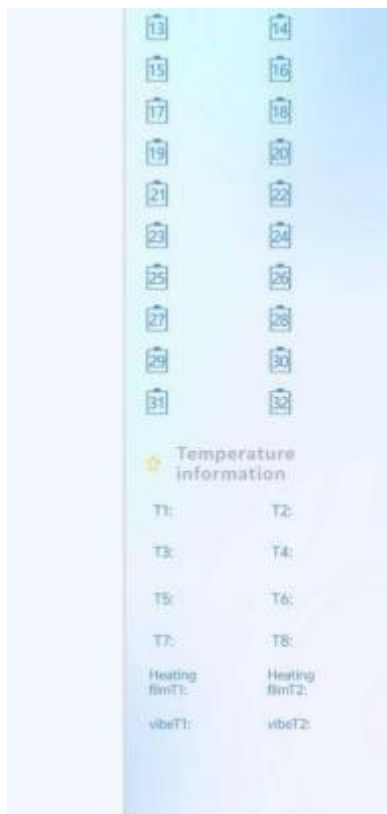 13 14
15 16
17 18
19 20
21 22
23 24
25 26
27 28
29 30
31 32
Temperature
information
T1: T2:
T3: T4:
T5: T6:
T7: T8:
Heating Heating
filmT1: filmT2:
vibeT1: vibeT2: